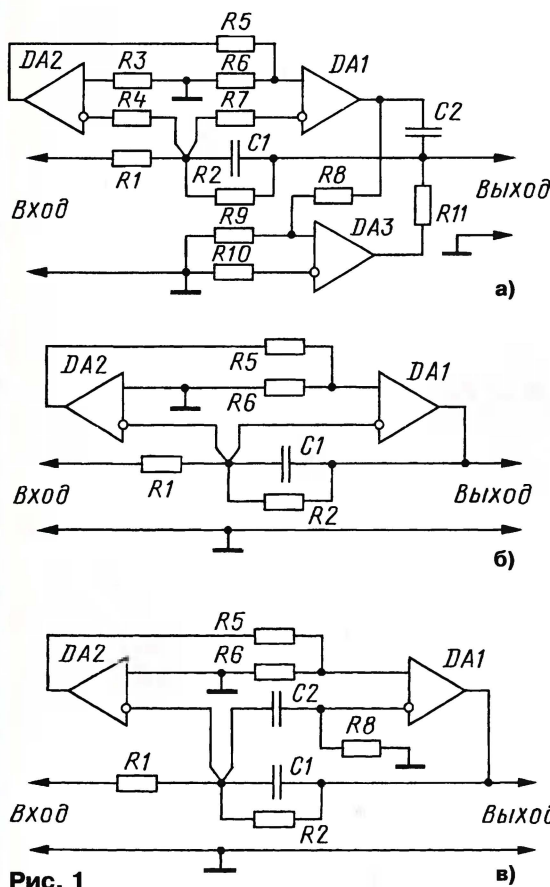 R5
DA2
R3
R6
DA1
R4
R7
C2
C1
R1
R2
R8
Вход
R9
Выход
DA3
R11
R10
а)
DA2
R5
DA1
R6
C1
R1
Вход
R2
Выход
б)
R5
DA2
R6
DA1
C2
R8
R1
C1
Вход
R2
Выход
в)
Рис. 1